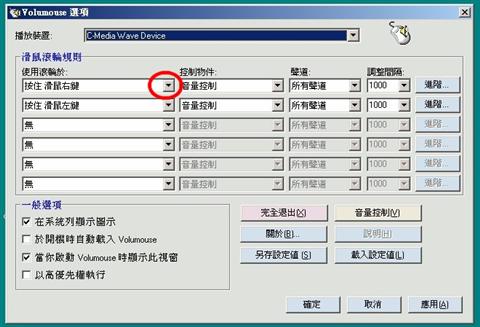 Volumouse 選項
播放裝置: C-Media Wave Device
滑鼠滾輪規則
使用滾輪於: 控制物件: 聲道: 調整間隔:
按住 滑鼠右鍵 音量控制 所有聲道 1000 進階...
按住 滑鼠左鍵 音量控制 所有聲道 1000 進階...
無 音量控制 所有聲道 1000 進階...
無 音量控制 所有聲道 1000 進階...
無 音量控制 所有聲道 1000 進階...
無 音量控制 所有聲道 1000 進階...
一般選項
在系統列顯示圖示
於開機時自動載入 Volumouse
當你啟動 Volumouse 時顯示此視窗
以高優先權執行
完全退出(X) 音量控制(V)
關於(B)... 說明(H)
另存設定值 (S) 載入設定值(L)
確定 取消 應用(A)